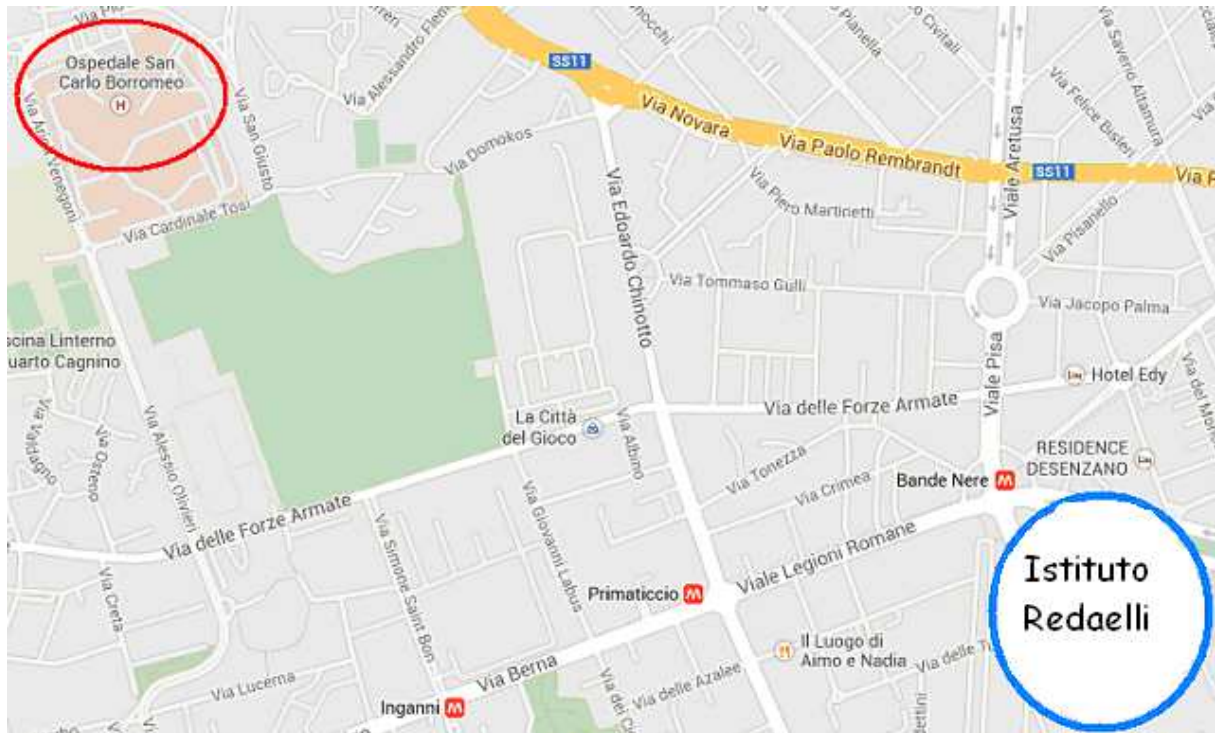 Ospedale San
Carlo Borromeo
H
Via San Giusto
Via Cardinale Tosi
Via Domokos
SS11
Via Novara
Via Paolo Rembrandt
SS11
Viale Aretusa
Via Felice Bisleri
Via Saverio Altamura
Via Pisanello
Via Piero Martinetti
Via Edoardo Chinotto
Via Tommaso Gulli
Via Jacopo Palma
Viale Pisa
Hotel Edy
Via delle Forze Armate
La Città
del Gioco
Via Albino
Via Tonezza
Via Crimea
RESIDENCE
DESENZANO
Bande Nere
M
scina Linterno
uarto Cagnino
Via Valdagno
Via Osteno
Via Alessio Olivieri
Via delle Forze Armate
Via Simone Saint Bon
Via Giovanni Labus
Viale Legioni Romane
Primaticcio
M
Istituto
Redaelli
Via Creta
Il Luogo di
Aimo e Nadia
Via delle Azalee
Via Berna
Via Lucerna
Inganni
M